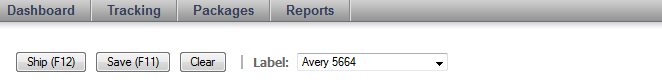 Dashboard Tracking Packages Reports
Ship (F12) Save (F11) Clear | Label: Avery 5664